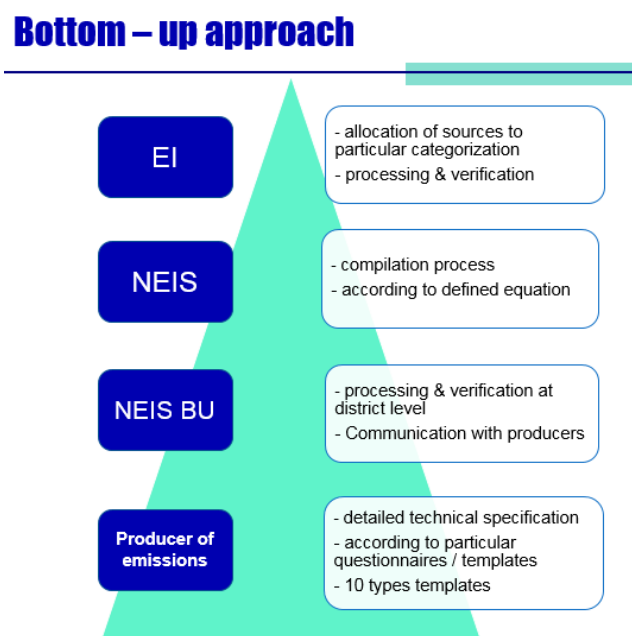 Bottom – up approach
EI
- allocation of sources to
particular categorization
- processing & verification
NEIS
- compilation process
- according to defined equation
NEIS BU
- processing & verification at
district level
- Communication with producers
Producer of
emissions
- detailed technical specification
- according to particular
questionnaires / templates
- 10 types templates